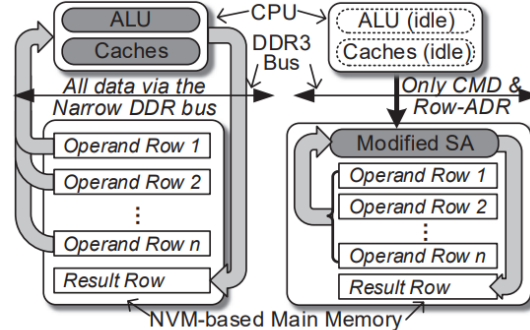 ALU
Caches
CPU
ALU (idle)
Caches (idle)
DDR3
Bus
All data via the
Narrow DDR bus
Only CMD &
Row-ADR
Operand Row 1
Operand Row 2
⋮
Operand Row n
Result Row
Modified SA
Operand Row 1
Operand Row 2
⋮
Operand Row n
Result Row
NVM-based Main Memory